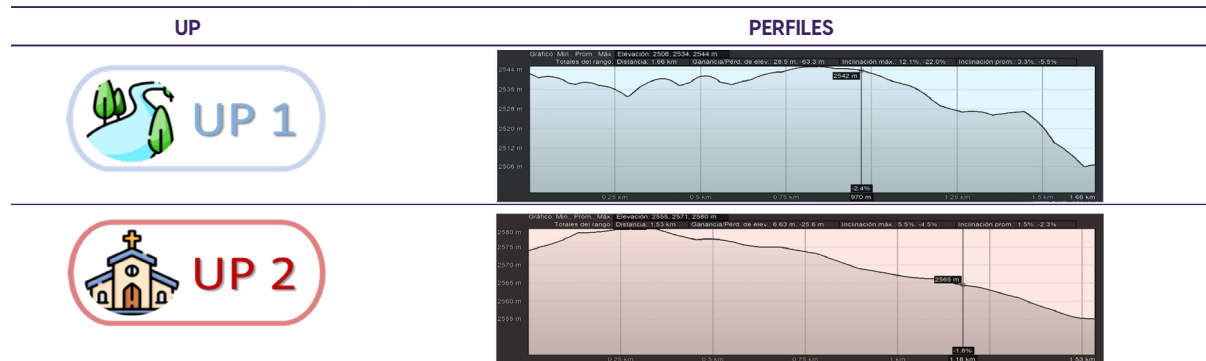 UP PERFILES
UP 1
Gráfico: Mín., Prom., Máx. Elevación: 2506, 2534, 2544 m
Totales del rango: Distancia: 1.66 km Ganancia/Pérd. de elev.: 28.5 m, -63.3 m Inclinación máx.: 12.1%, -22.0% Inclinación prom.: 3.3%, -5.5%
2544 m
2542 m
2535 m
2528 m
2520 m
2512 m
2506 m
-2.4%
0.25 km 0.5 km 0.75 km 970 m 1.25 km 1.5 km 1.66 km
UP 2
Gráfico: Mín., Prom., Máx. Elevación: 2555, 2571, 2580 m
Totales del rango: Distancia: 1.53 km Ganancia/Pérd. de elev.: 6.63 m, -25.6 m Inclinación máx.: 5.5%, -4.5% Inclinación prom.: 1.5%, -2.3%
2580 m
2575 m
2570 m
2565 m
2565 m
2560 m
2555 m
-1.6%
0.25 km 0.5 km 0.75 km 1 km 1.18 km 1.53 km